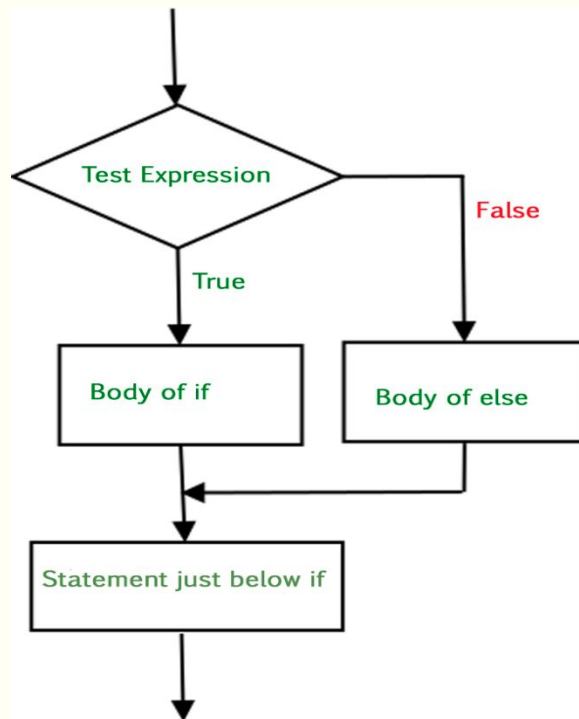 Test Expression
False
True
Body of if
Body of else
Statement just below if